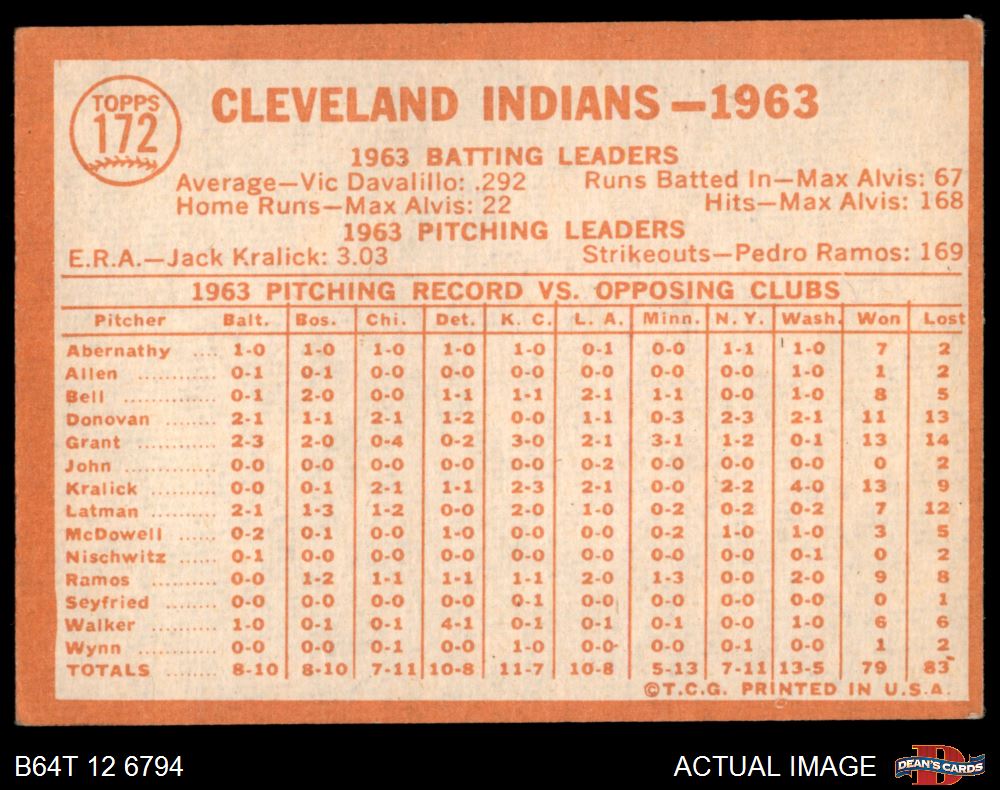 TOPPS
172
CLEVELAND INDIANS—1963
1963 BATTING LEADERS
Average—Vic Davalillo: .292 Runs Batted In—Max Alvis: 67
Home Runs—Max Alvis: 22 Hits—Max Alvis: 168
1963 PITCHING LEADERS
E.R.A.—Jack Kralick: 3.03 Strikeouts—Pedro Ramos: 169
1963 PITCHING RECORD VS. OPPOSING CLUBS
Pitcher Balt. Bos. Chi. Det. K. C. L. A. Minn. N. Y. Wash. Won Lost
Abernathy .... 1-0 1-0 1-0 1-0 1-0 0-1 0-0 1-1 1-0 7 2
Allen ............ 0-1 0-1 0-0 0-0 0-0 0-0 0-0 0-0 1-0 1 2
Bell .............. 0-1 2-0 0-0 1-1 1-1 2-1 1-1 0-0 1-0 8 5
Donovan ........ 2-1 1-1 2-1 1-2 0-0 1-1 0-3 2-3 2-1 11 13
Grant ............ 2-3 2-0 0-4 0-2 3-0 2-1 3-1 1-2 0-1 13 14
John ............. 0-0 0-0 0-0 0-0 0-0 0-2 0-0 0-0 0-0 0 2
Kralick .......... 0-0 0-1 2-1 1-1 2-3 2-1 0-0 2-2 4-0 13 9
Latman .......... 2-1 1-3 1-2 0-0 2-0 1-0 0-2 0-2 0-2 7 12
McDowell ...... 0-2 0-1 0-0 1-0 0-0 0-0 0-2 1-0 1-0 3 5
Nischwitz ...... 0-1 0-0 0-0 0-0 0-0 0-0 0-0 0-0 0-1 0 2
Ramos .......... 0-0 1-2 1-1 1-1 1-1 2-0 1-3 0-0 2-0 9 8
Seyfried ........ 0-0 0-0 0-0 0-0 0-1 0-0 0-0 0-0 0-0 0 1
Walker .......... 1-0 0-1 0-1 4-1 0-1 0-1 0-1 0-0 1-0 6 6
Wynn ............ 0-0 0-0 0-1 0-0 1-0 0-0 0-0 0-1 0-0 1 2
TOTALS 8-10 8-10 7-11 10-8 11-7 10-8 5-13 7-11 13-5 79 83
©T.C.G. PRINTED IN U.S.A.
B64T 12 6794 ACTUAL IMAGE DEAN'S CARDS